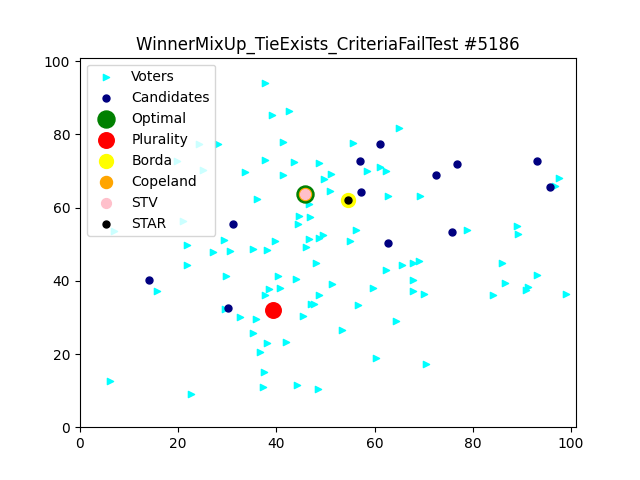 WinnerMixUp_TieExists_CriteriaFailTest #5186
Voters
Candidates
Optimal
Plurality
Borda
Copeland
STV
STAR
100
80
60
40
20
0
0 20 40 60 80 100